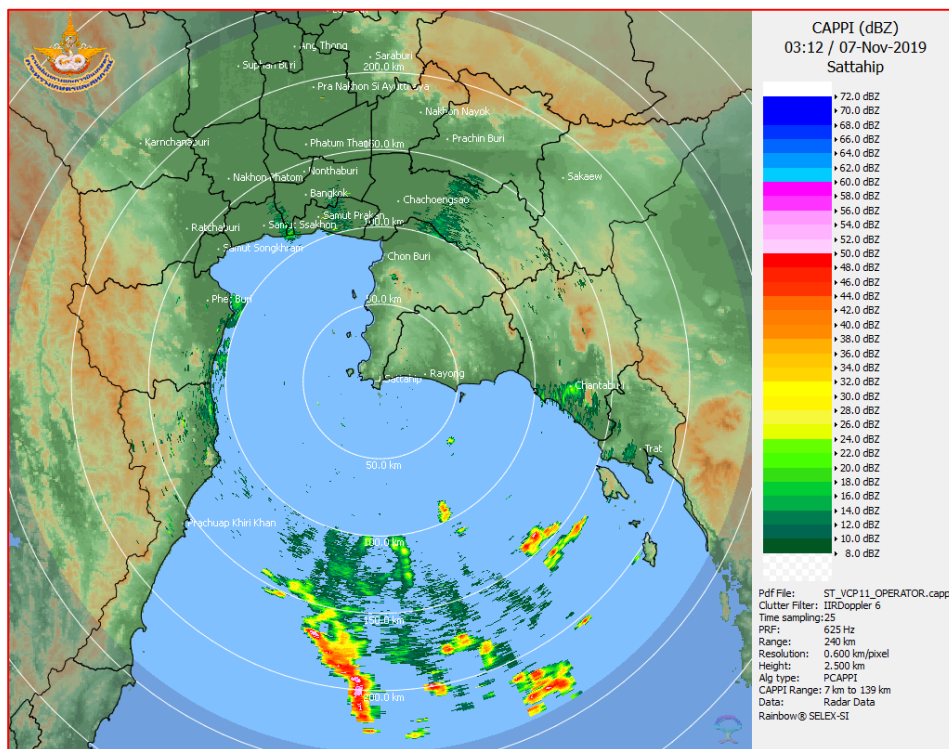 CAPPI (dBZ)
03:12 / 07-Nov-2019
Sattahip
72.0 dBZ
70.0 dBZ
68.0 dBZ
66.0 dBZ
64.0 dBZ
62.0 dBZ
60.0 dBZ
58.0 dBZ
56.0 dBZ
54.0 dBZ
52.0 dBZ
50.0 dBZ
48.0 dBZ
46.0 dBZ
44.0 dBZ
42.0 dBZ
40.0 dBZ
38.0 dBZ
36.0 dBZ
34.0 dBZ
32.0 dBZ
30.0 dBZ
28.0 dBZ
26.0 dBZ
24.0 dBZ
22.0 dBZ
20.0 dBZ
18.0 dBZ
16.0 dBZ
14.0 dBZ
12.0 dBZ
10.0 dBZ
8.0 dBZ
Pdf File: ST_VCP11_OPERATOR.capp
Clutter Filter: IIRDoppler 6
Time sampling:25
PRF: 625 Hz
Range: 240 km
Resolution: 0.600 km/pixel
Height: 2.500 km
Alg type: PCAPPI
CAPPI Range: 7 km to 139 km
Data: Radar Data
Rainbow® SELEX-SI
Ang Thong
Saraburi
Suphan Buri
200.0 km
Pra Nakhon Si Ayutthaya
Nakhon Nayok
Karnchanaburi
Phatum Thani
Prachin Buri
Nonthaburi
Nakhon Phatom
Sakaew
Bangkok
Chachoengsao
Samut Prakan
100.0 km
Ratchaburi
Samut Ssakhon
Samut Songkhram
Chon Buri
Rayong
Sattahip
Trat
50.0 km
Prachuap Khiri Khan
100.0 km
150.0 km
200.0 km